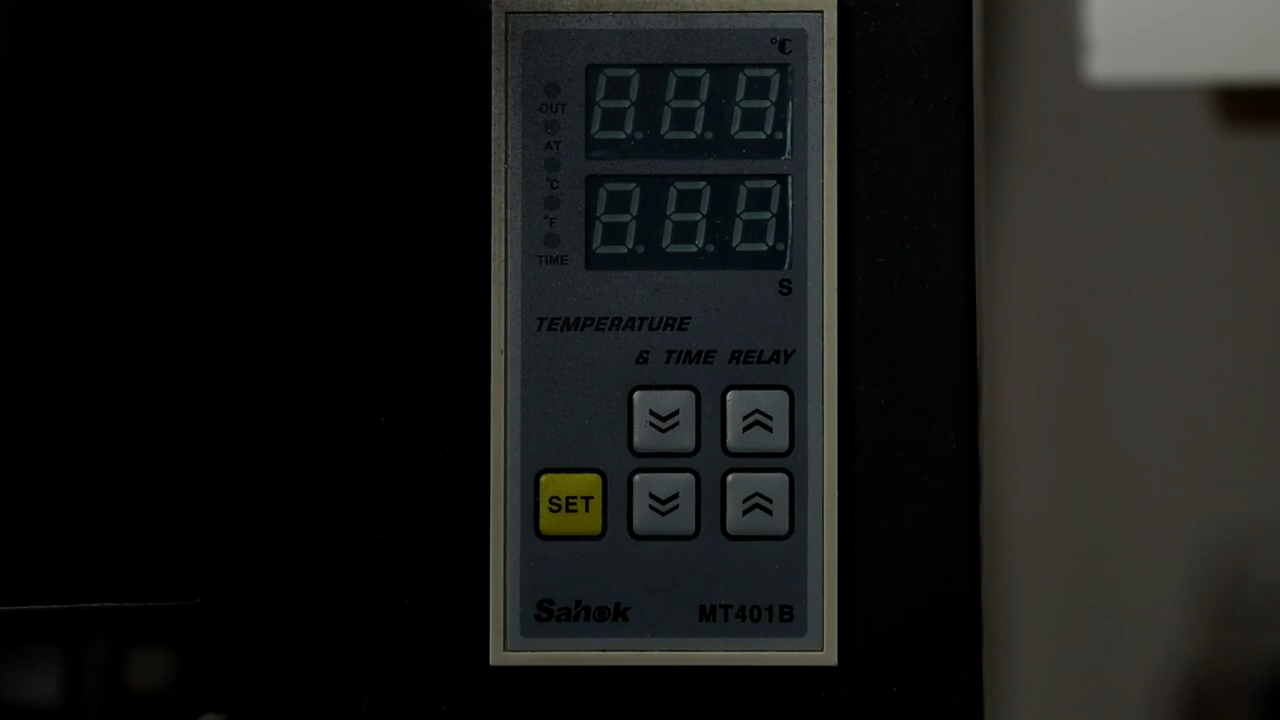 °C
OUT
AT
°C
°F
TIME
S
TEMPERATURE
& TIME RELAY
SET
Sahok
MT401B